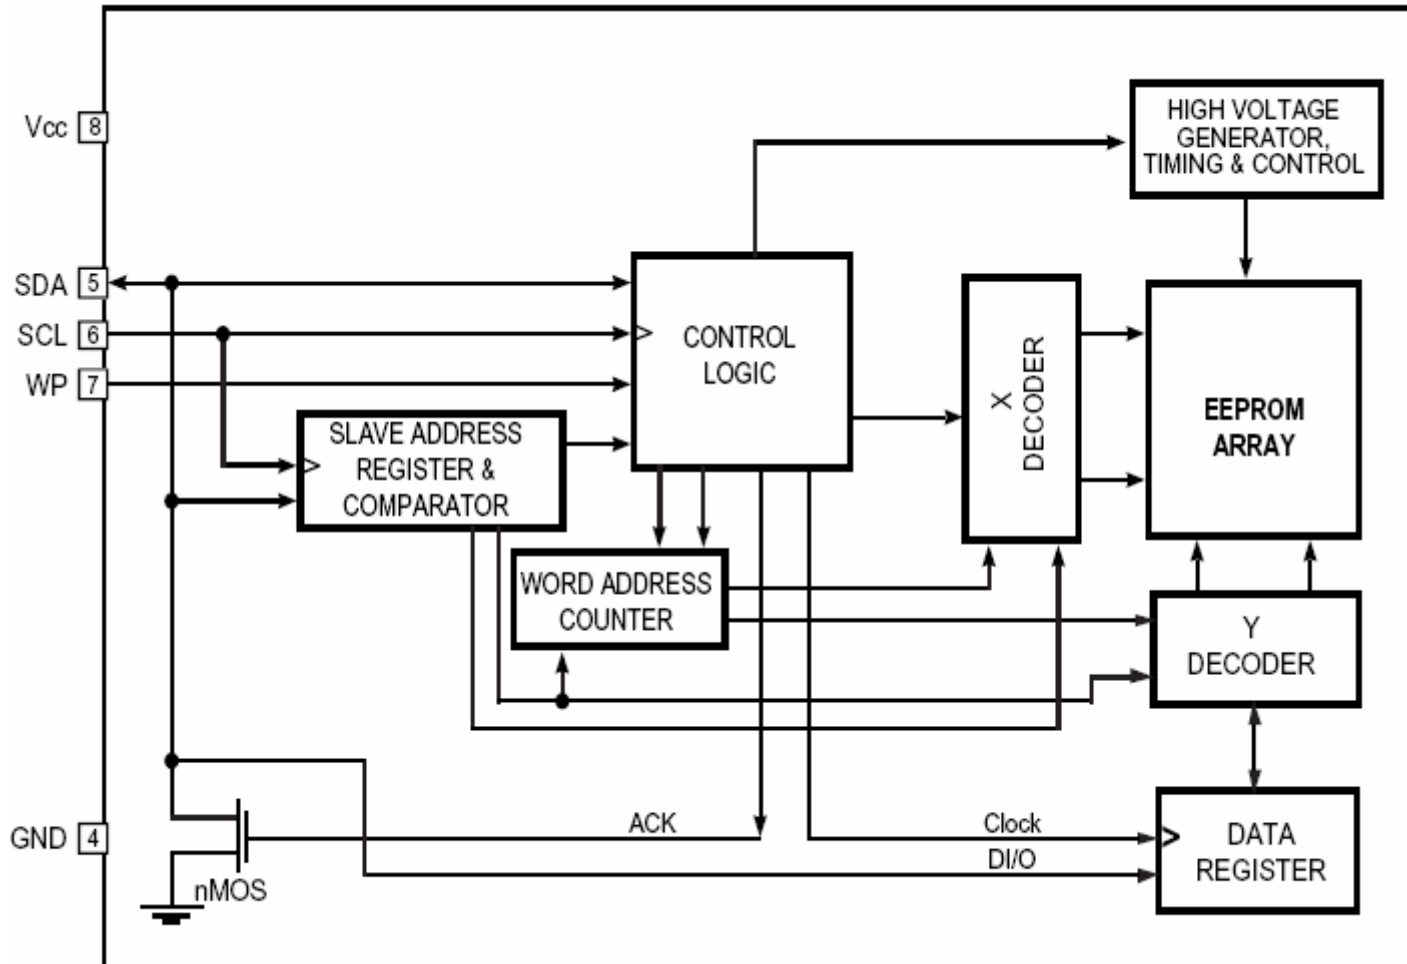 HIGH VOLTAGE
GENERATOR,
TIMING & CONTROL
Vcc 8
SDA 5
SCL 6
WP 7
CONTROL
LOGIC
X
DECODER
EEPROM
ARRAY
SLAVE ADDRESS
REGISTER &
COMPARATOR
WORD ADDRESS
COUNTER
Y
DECODER
GND 4
ACK
Clock
DI/O
DATA
REGISTER
nMOS